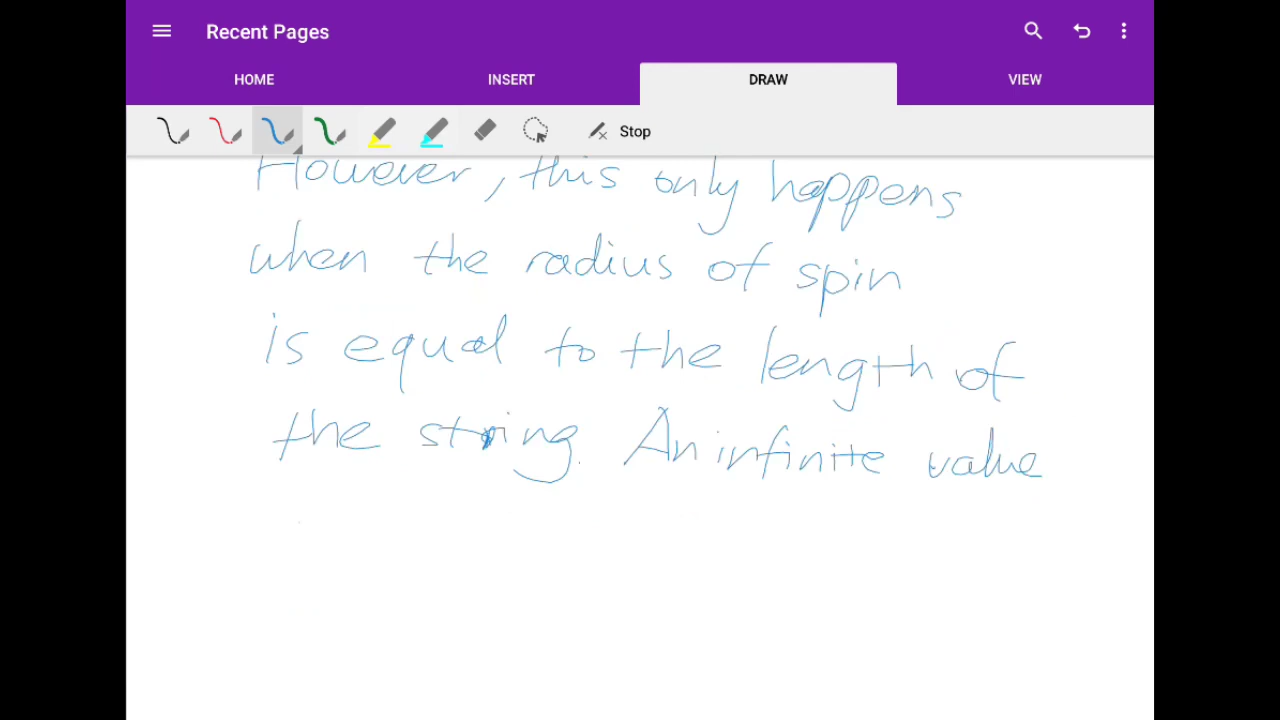 Recent Pages
HOME INSERT DRAW VIEW
Stop
However, this only happens
when the radius of spin
is equal to the length of
the string. An infinite value